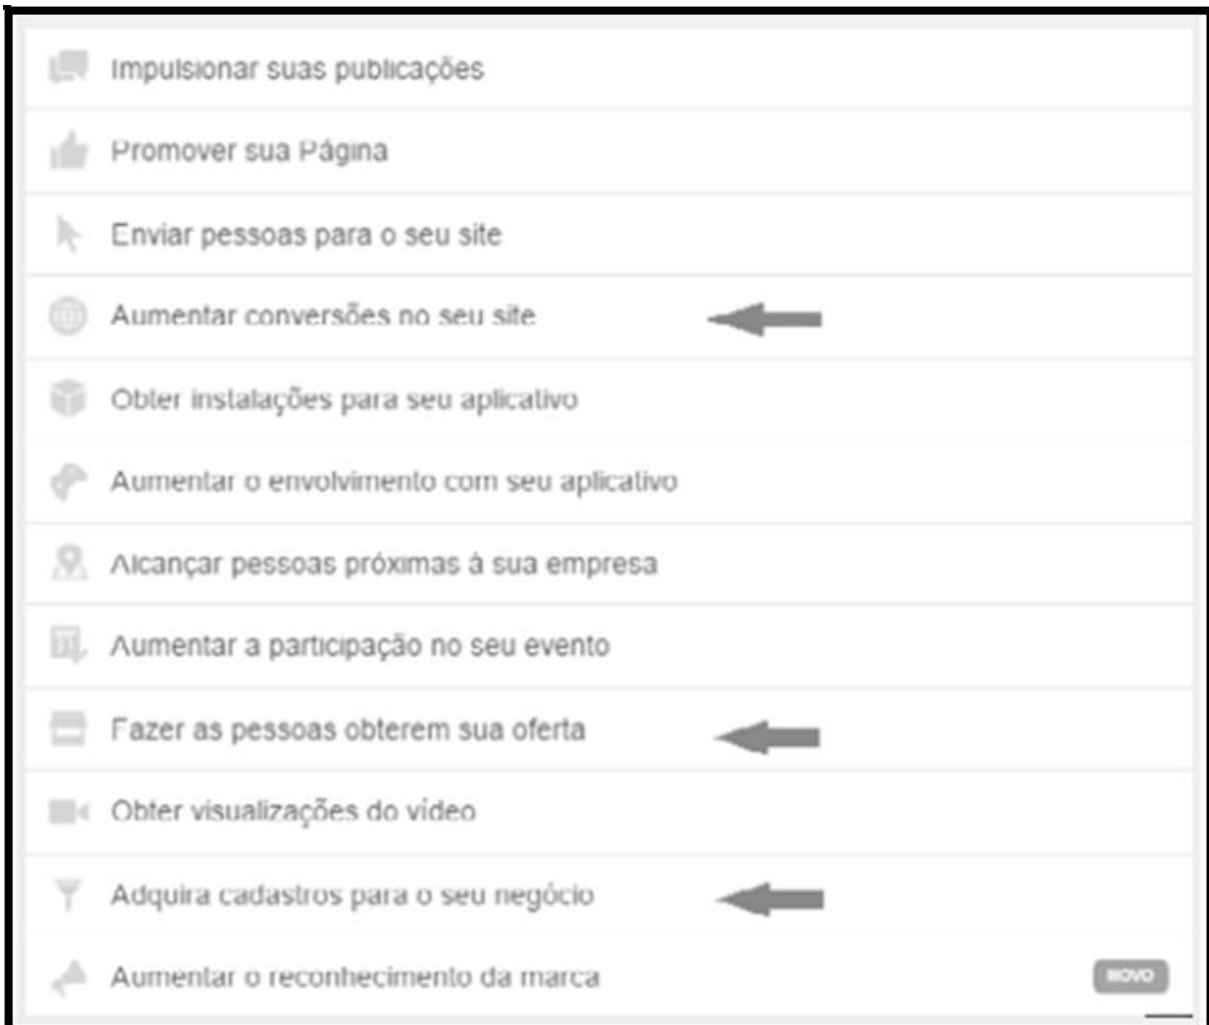 Impulsionar suas publicações
Promover sua Página
Enviar pessoas para o seu site
Aumentar conversões no seu site
Obter instalações para seu aplicativo
Aumentar o envolvimento com seu aplicativo
Alcançar pessoas próximas à sua empresa
Aumentar a participação no seu evento
Fazer as pessoas obterem sua oferta
Obter visualizações do vídeo
Adquira cadastros para o seu negócio
Aumentar o reconhecimento da marca
NOVO